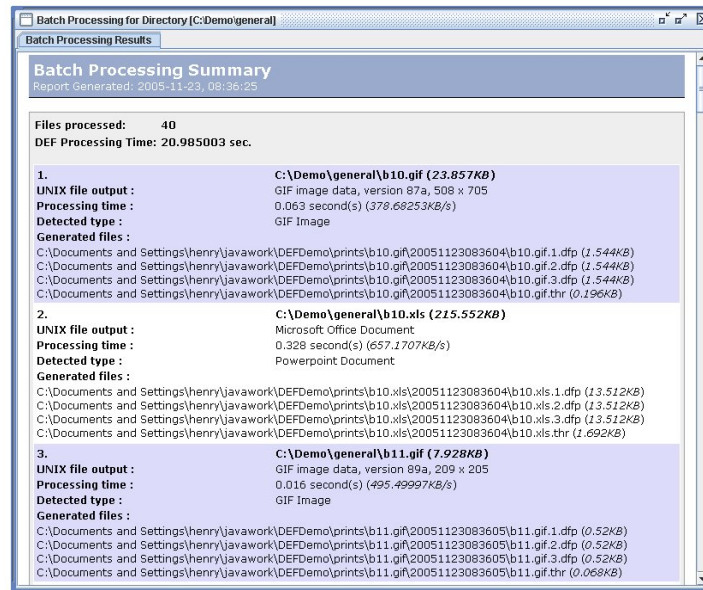 Batch Processing for Directory [C:\Demo\general]
Batch Processing Results
Batch Processing Summary
Report Generated: 2005-11-23, 08:36:25
Files processed: 40
DEF Processing Time: 20.985003 sec.
1. C:\Demo\general\b10.gif (23.857KB)
UNIX file output : GIF image data, version 87a, 508 x 705
Processing time : 0.063 second(s) (378.68253KB/s)
Detected type : GIF Image
Generated files :
C:\Documents and Settings\henry\javawork\DEFDemo\prints\b10.gif\20051123083604\b10.gif.1.dfp (1.544KB)
C:\Documents and Settings\henry\javawork\DEFDemo\prints\b10.gif\20051123083604\b10.gif.2.dfp (1.544KB)
C:\Documents and Settings\henry\javawork\DEFDemo\prints\b10.gif\20051123083604\b10.gif.3.dfp (1.544KB)
C:\Documents and Settings\henry\javawork\DEFDemo\prints\b10.gif\20051123083604\b10.gif.thr (0.196KB)
2. C:\Demo\general\b10.xls (215.552KB)
UNIX file output : Microsoft Office Document
Processing time : 0.328 second(s) (657.1707KB/s)
Detected type : Powerpoint Document
Generated files :
C:\Documents and Settings\henry\javawork\DEFDemo\prints\b10.xls\20051123083604\b10.xls.1.dfp (13.512KB)
C:\Documents and Settings\henry\javawork\DEFDemo\prints\b10.xls\20051123083604\b10.xls.2.dfp (13.512KB)
C:\Documents and Settings\henry\javawork\DEFDemo\prints\b10.xls\20051123083604\b10.xls.3.dfp (13.512KB)
C:\Documents and Settings\henry\javawork\DEFDemo\prints\b10.xls\20051123083604\b10.xls.thr (1.692KB)
3. C:\Demo\general\b11.gif (7.928KB)
UNIX file output : GIF image data, version 89a, 209 x 205
Processing time : 0.016 second(s) (495.49997KB/s)
Detected type : GIF Image
Generated files :
C:\Documents and Settings\henry\javawork\DEFDemo\prints\b11.gif\20051123083605\b11.gif.1.dfp (0.52KB)
C:\Documents and Settings\henry\javawork\DEFDemo\prints\b11.gif\20051123083605\b11.gif.2.dfp (0.52KB)
C:\Documents and Settings\henry\javawork\DEFDemo\prints\b11.gif\20051123083605\b11.gif.3.dfp (0.52KB)
C:\Documents and Settings\henry\javawork\DEFDemo\prints\b11.gif\20051123083605\b11.gif.thr (0.068KB)